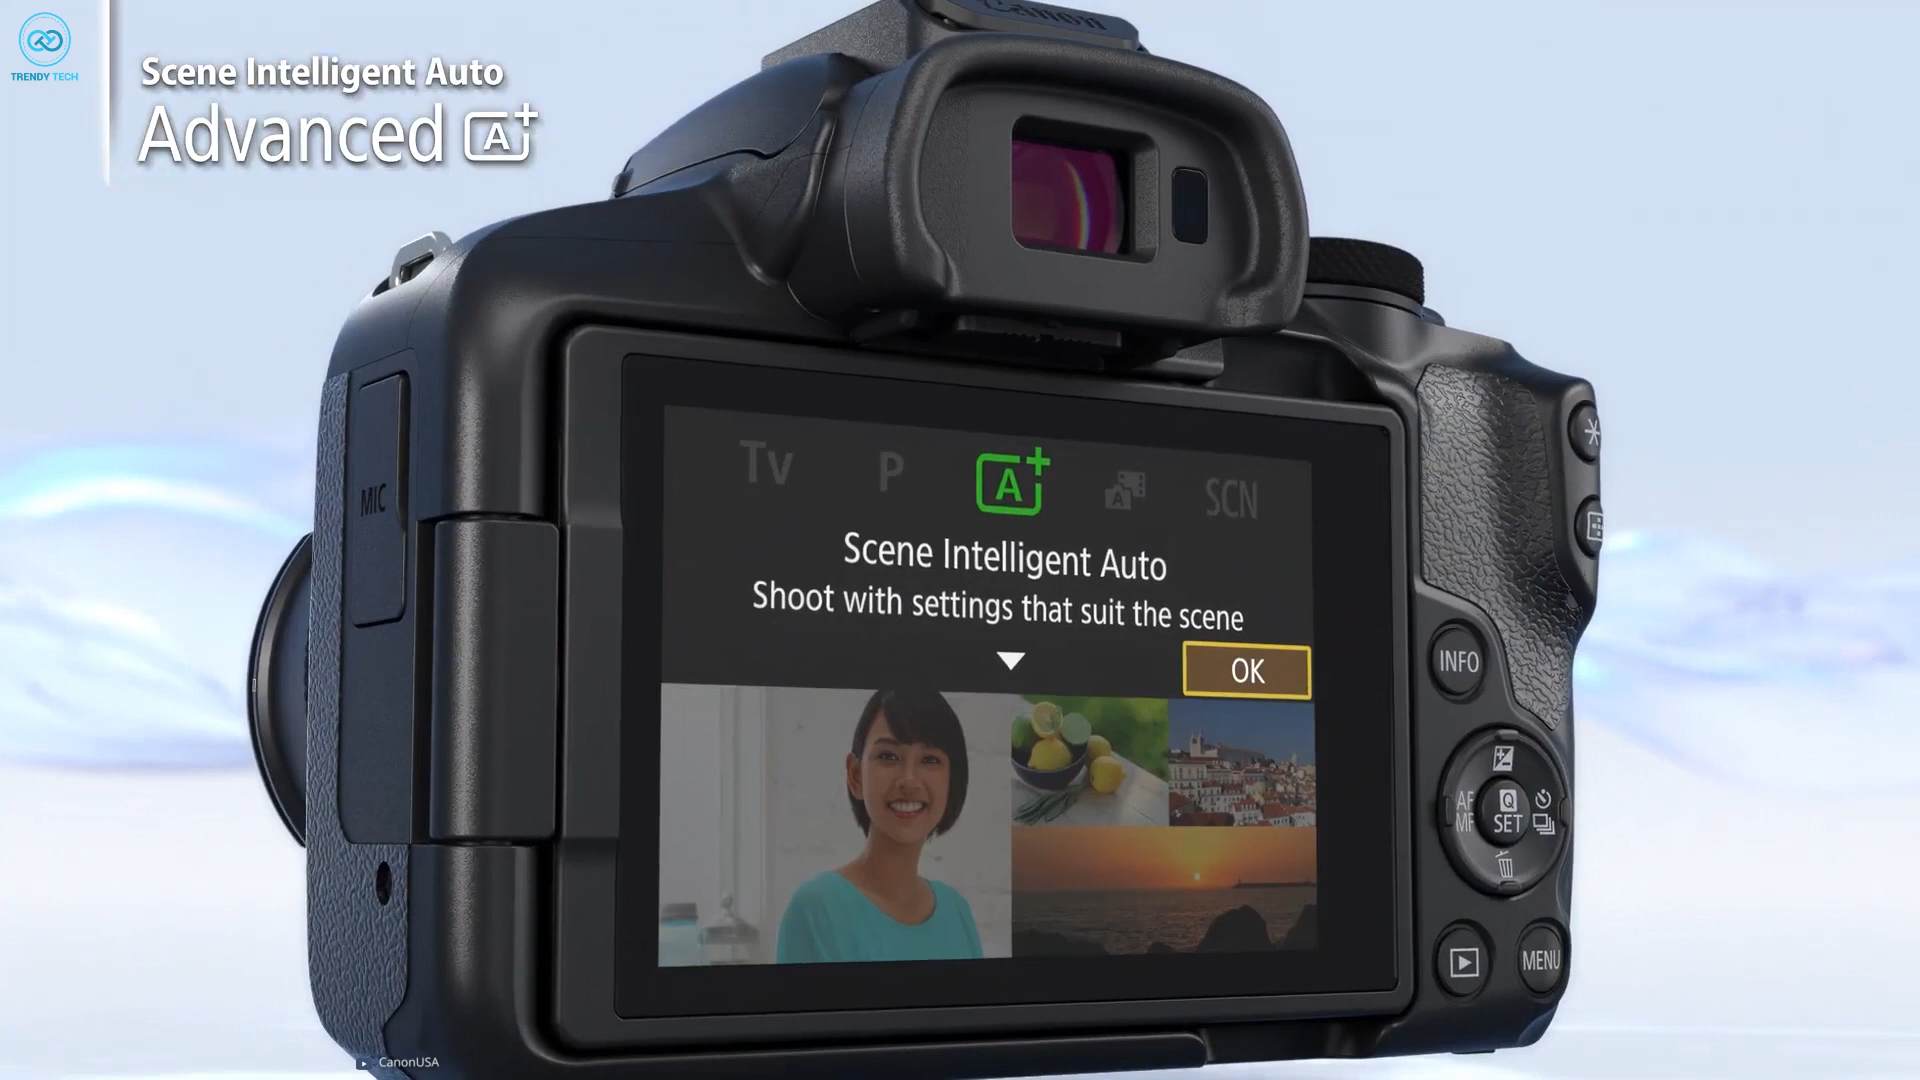 TRENDY TECH
Scene Intelligent Auto
Advanced A+
Canon
MIC
Tv P A+ A SCN
Scene Intelligent Auto
Shoot with settings that suit the scene
OK
INFO
AF
MF
Q
SET
MENU
CanonUSA